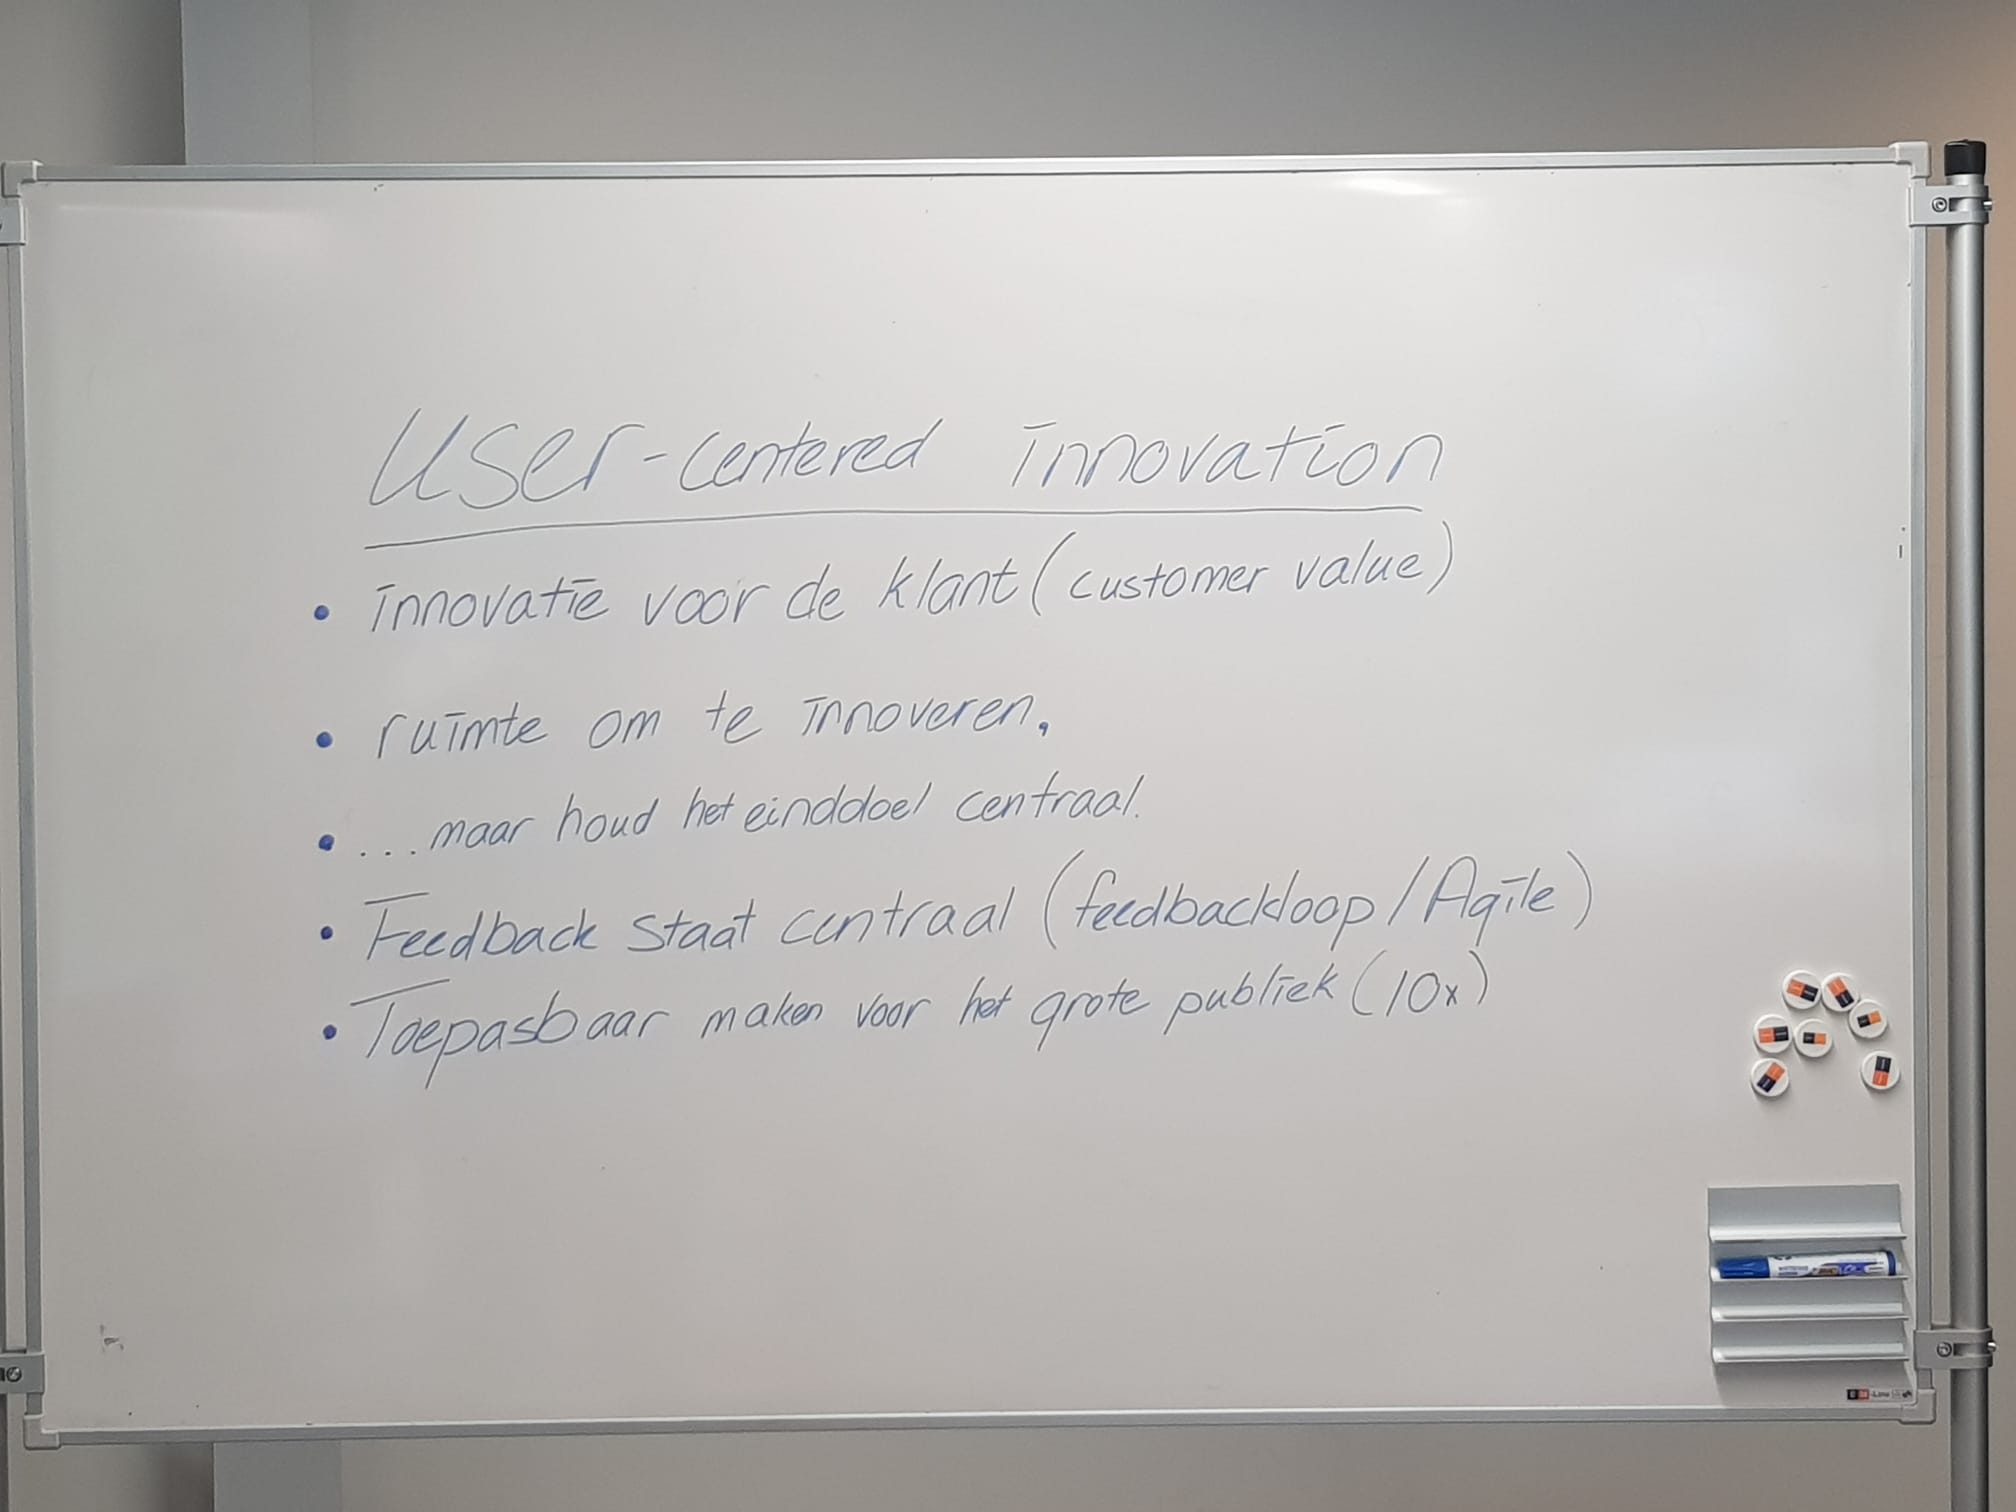 User-centered innovation
• innovatie voor de klant (customer value)
• ruimte om te innoveren,
• ...maar houd het einddoel centraal.
• Feedback staat centraal (feedbackloop/Agile)
• Toepasbaar maken voor het grote publiek (10x)